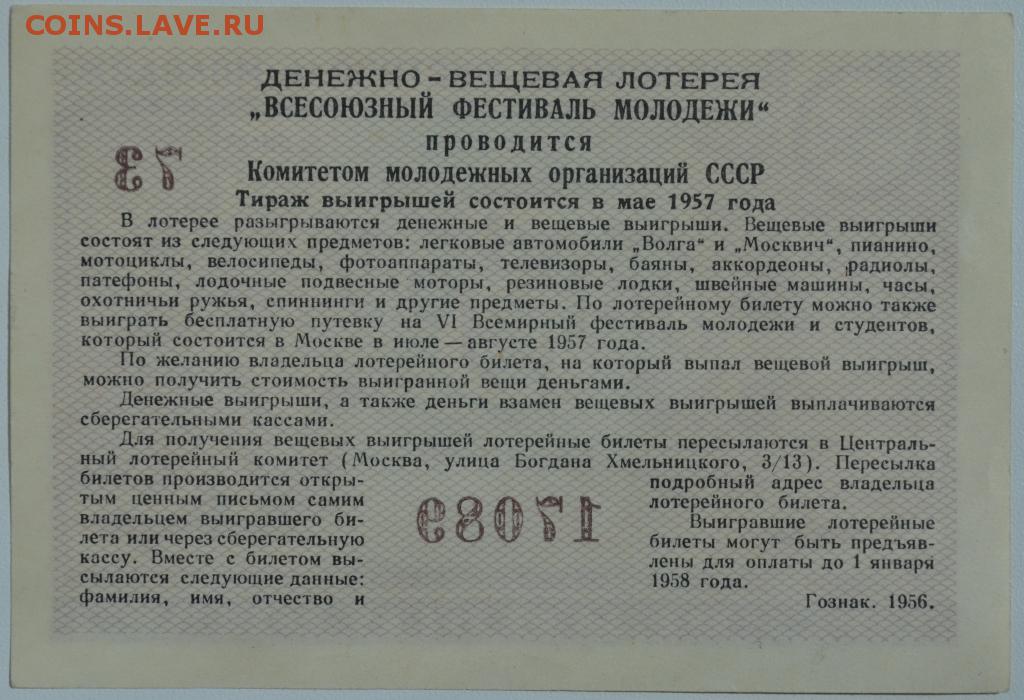 COINS.LAVE.RU
ДЕНЕЖНО – ВЕЩЕВАЯ ЛОТЕРЕЯ
„ВСЕСОЮЗНЫЙ ФЕСТИВАЛЬ МОЛОДЕЖИ“
проводится
73
Комитетом молодежных организаций СССР
Тираж выигрышей состоится в мае 1957 года
В лотерее разыгрываются денежные и вещевые выигрыши. Вещевые выигрыши
состоят из следующих предметов: легковые автомобили „Волга“ и „Москвич“, пианино,
мотоциклы, велосипеды, фотоаппараты, телевизоры, баяны, аккордеоны, радиолы,
патефоны, лодочные подвесные моторы, резиновые лодки, швейные машины, часы,
охотничьи ружья, спиннинги и другие предметы. По лотерейному билету можно также
выиграть бесплатную путевку на VI Всемирный фестиваль молодежи и студентов,
который состоится в Москве в июле — августе 1957 года.
По желанию владельца лотерейного билета, на который выпал вещевой выигрыш,
можно получить стоимость выигранной вещи деньгами.
Денежные выигрыши, а также деньги взамен вещевых выигрышей выплачиваются
сберегательными кассами.
Для получения вещевых выигрышей лотерейные билеты пересылаются в Централь-
ный лотерейный комитет (Москва, улица Богдана Хмельницкого, 3/13). Пересылка
билетов производится откры-
тым ценным письмом самим
владельцем выигравшего би-
лета или через сберегательную
кассу. Вместе с билетом вы-
сылаются следующие данные:
фамилия, имя, отчество и
17089
подробный адрес владельца
лотерейного билета.
Выигравшие лотерейные
билеты могут быть предъяв-
лены для оплаты до 1 января
1958 года.
Гознак. 1956.